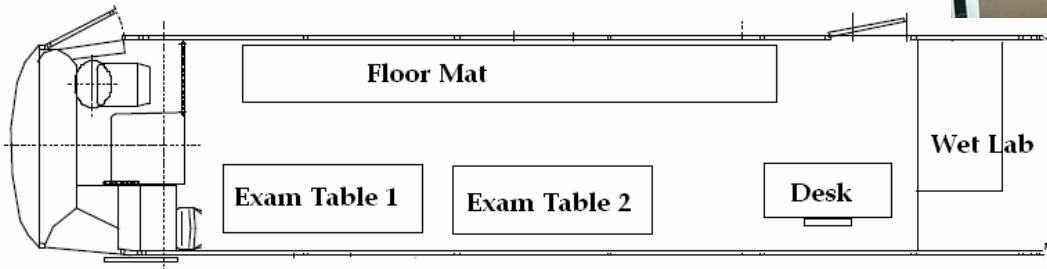 Floor Mat
Wet Lab
Exam Table 1
Exam Table 2
Desk